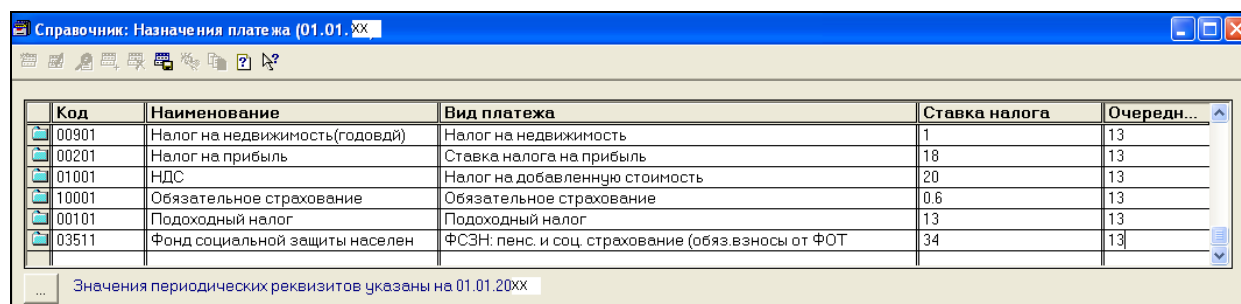 Справочник: Назначения платежа (01.01.XX)
Код Наименование Вид платежа Ставка налога Очередн...
00901 Налог на недвижимость(годовдй) Налог на недвижимость 1 13
00201 Налог на прибыль Ставка налога на прибыль 18 13
01001 НДС Налог на добавленную стоимость 20 13
10001 Обязательное страхование Обязательное страхование 0.6 13
00101 Подоходный налог Подоходный налог 13 13
03511 Фонд социальной защиты населен ФСЗН: пенс. и соц. страхование (обяз.взносы от ФОТ 34 13
... Значения периодических реквизитов указаны на 01.01.20XX